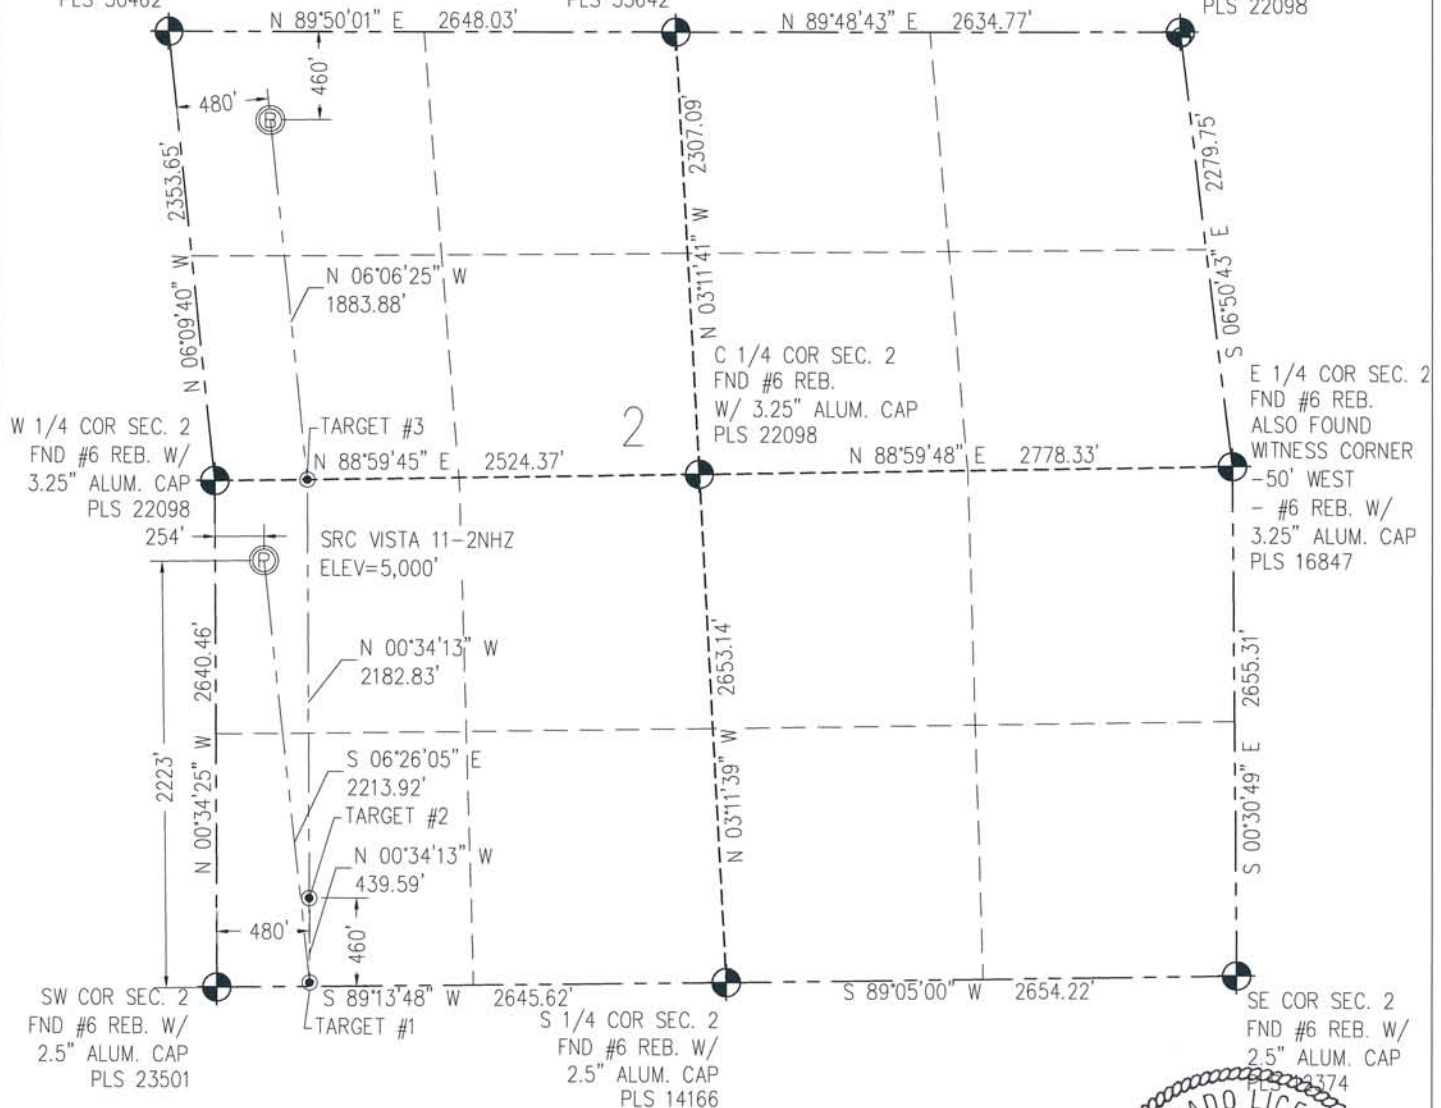 PLS 22098
N 89°50'01" E 2648.03'
N 89°48'43" E 2634.77'
460'
480'
B
2353.65'
N 06°09'40" W
2307.09'
N 03°11'41" W
2279.75'
S 06°50'43" E
N 06°06'25" W
1883.88'
C 1/4 COR SEC. 2
FND #6 REB.
W/ 3.25" ALUM. CAP
PLS 22098
2
E 1/4 COR SEC. 2
FND #6 REB.
ALSO FOUND
WITNESS CORNER
-50' WEST
- #6 REB. W/
3.25" ALUM. CAP
PLS 16847
W 1/4 COR SEC. 2
FND #6 REB. W/
3.25" ALUM. CAP
PLS 22098
TARGET #3
N 88°59'45" E 2524.37'
N 88°59'48" E 2778.33'
254'
P
SRC VISTA 11-2NHZ
ELEV=5,000'
2640.46'
N 00°34'25" W
2223'
N 00°34'13" W
2182.83'
2653.14'
N 03°11'39" W
2655.31'
S 00°30'49" E
S 06°26'05" E
2213.92'
TARGET #2
N 00°34'13" W
439.59'
480'
460'
S 89°13'48" W 2645.62'
S 89°05'00" W 2654.22'
TARGET #1
SW COR SEC. 2
FND #6 REB. W/
2.5" ALUM. CAP
PLS 23501
S 1/4 COR SEC. 2
FND #6 REB. W/
2.5" ALUM. CAP
PLS 14166
SE COR SEC. 2
FND #6 REB. W/
2.5" ALUM. CAP
PLS